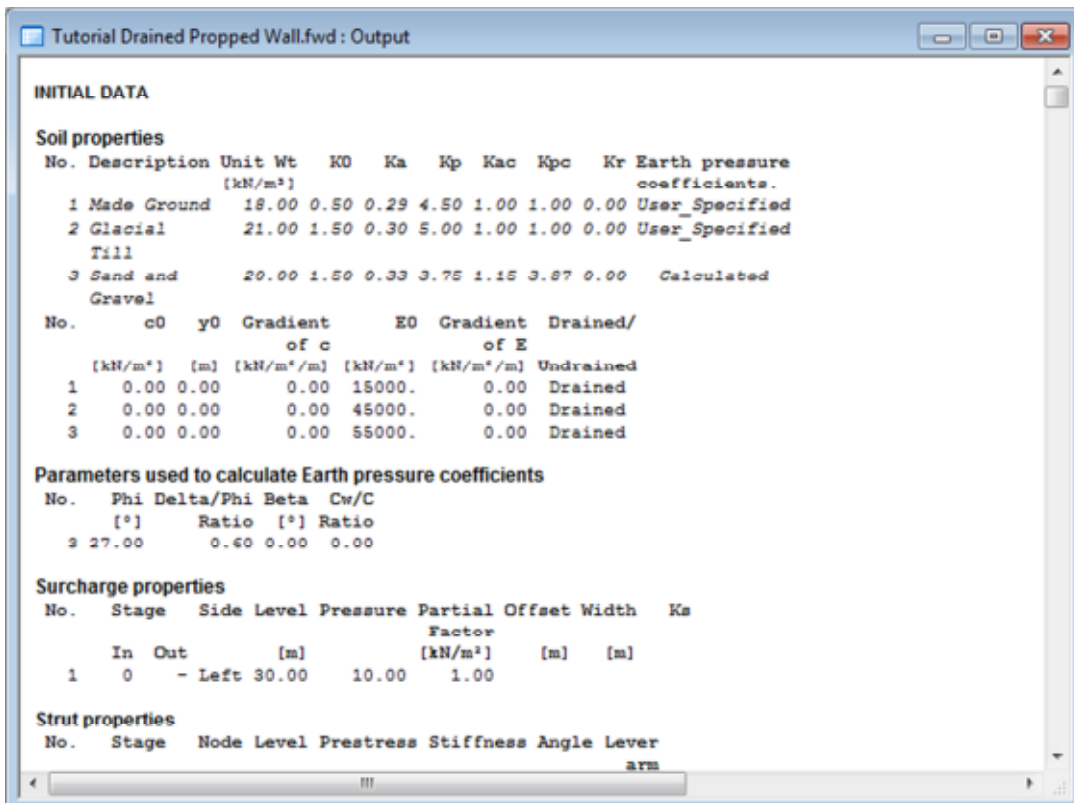 Tutorial Drained Propped Wall.fwd : Output
INITIAL DATA
Soil properties
No. Description Unit Wt K0 Ka Kp Kac Kpc Kr Earth pressure
[kN/m³] coefficients.
1 Made Ground 18.00 0.50 0.29 4.50 1.00 1.00 0.00 User_Specified
2 Glacial 21.00 1.50 0.30 5.00 1.00 1.00 0.00 User_Specified
Till
3 Sand and 20.00 1.50 0.33 3.75 1.15 3.87 0.00 Calculated
Gravel
No. c0 y0 Gradient E0 Gradient Drained/
of c of E
[kN/m²] [m] [kN/m²/m] [kN/m²] [kN/m²/m] Undrained
1 0.00 0.00 0.00 15000. 0.00 Drained
2 0.00 0.00 0.00 45000. 0.00 Drained
3 0.00 0.00 0.00 55000. 0.00 Drained
Parameters used to calculate Earth pressure coefficients
No. Phi Delta/Phi Beta Cw/C
[°] Ratio [°] Ratio
3 27.00 0.60 0.00 0.00
Surcharge properties
No. Stage Side Level Pressure Partial Offset Width Ks
Factor
In Out [m] [kN/m²] [m] [m]
1 0 - Left 30.00 10.00 1.00
Strut properties
No. Stage Node Level Prestress Stiffness Angle Lever
arm